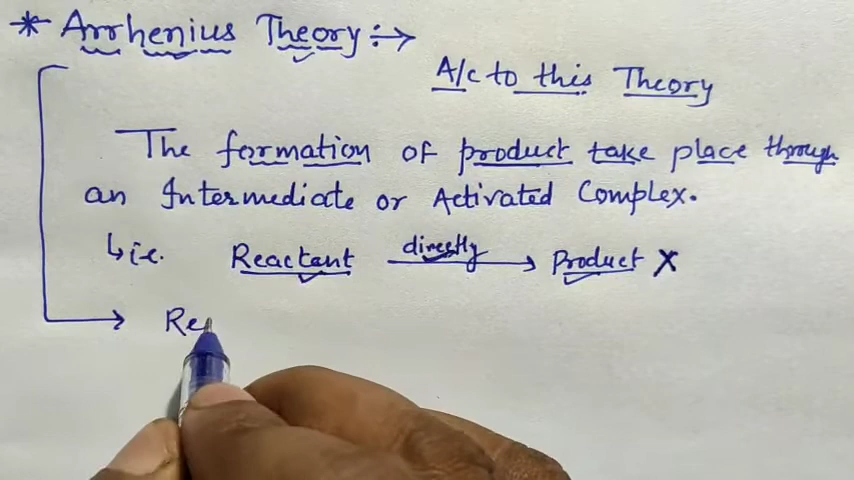 * Arrhenius Theory :→
A/c to this Theory
The formation of product take place through
an Intermediate or Activated Complex.
↳ i.e. Reactant directly → Product X
→ Re